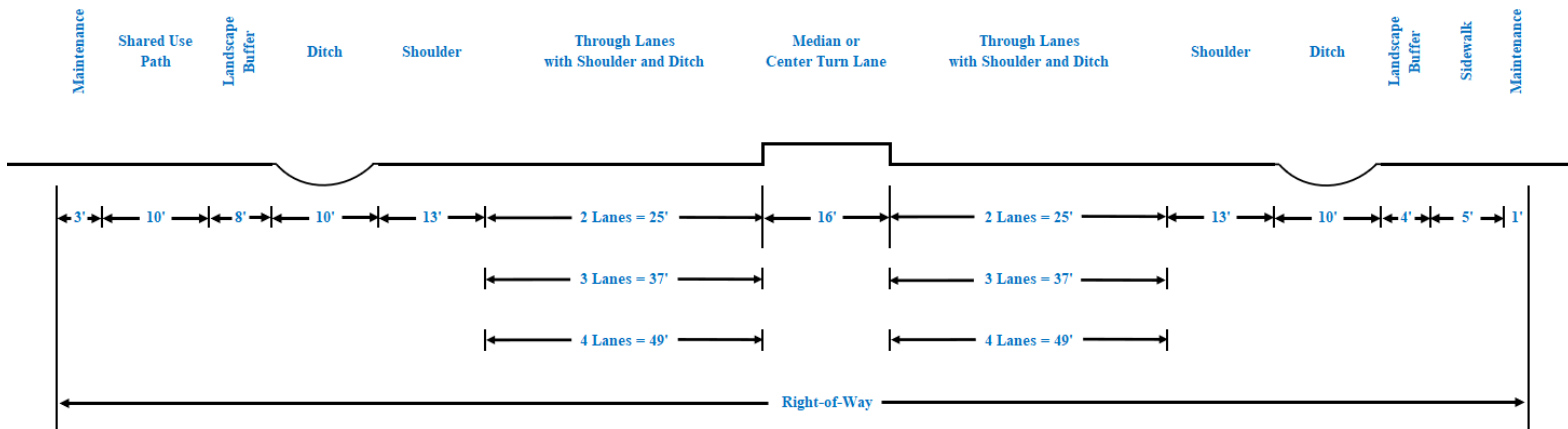 Maintenance
Shared Use
Path
Landscape
Buffer
Ditch
Shoulder
Through Lanes
with Shoulder and Ditch
Median or
Center Turn Lane
Through Lanes
with Shoulder and Ditch
Shoulder
Ditch
Landscape
Buffer
Sidewalk
Maintenance
3' 10' 8' 10' 13' 2 Lanes = 25' 16' 2 Lanes = 25' 13' 10' 4' 5' 1'
3 Lanes = 37' 3 Lanes = 37'
4 Lanes = 49' 4 Lanes = 49'
Right-of-Way